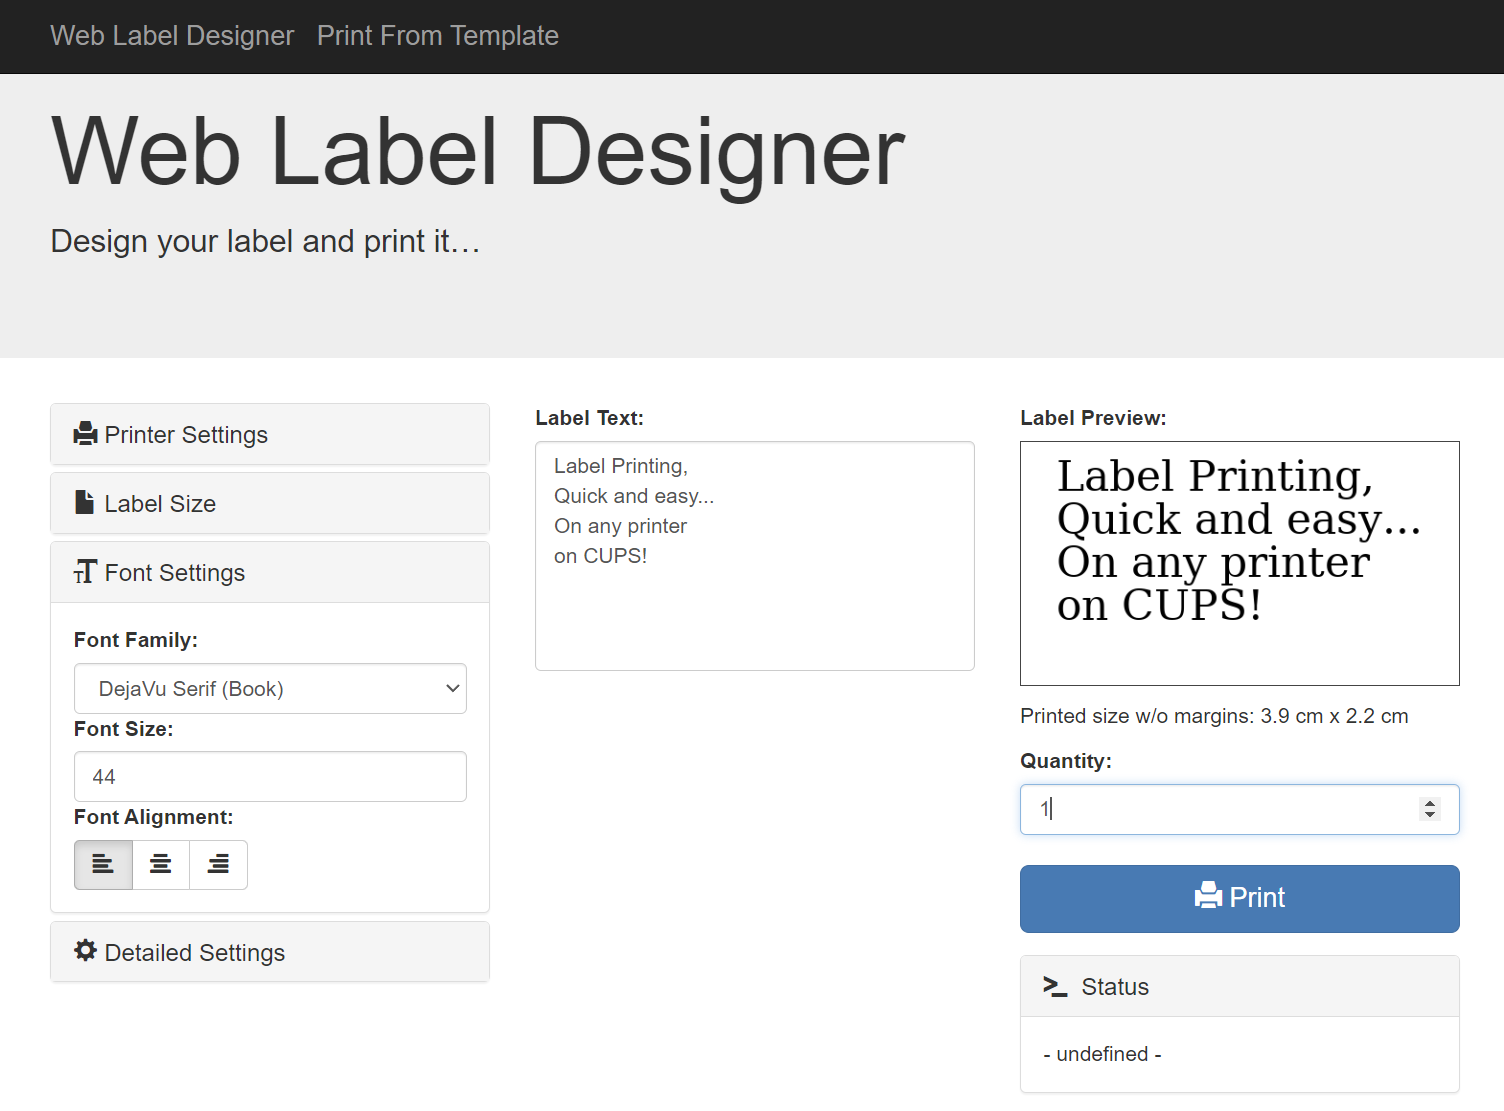 Web Label Designer Print From Template
Web Label Designer
Design your label and print it…
Printer Settings
Label Size
Font Settings
Font Family:
DejaVu Serif (Book)
Font Size:
44
Font Alignment:
Detailed Settings
Label Text:
Label Printing,
Quick and easy...
On any printer
on CUPS!
Label Preview:
Label Printing,
Quick and easy...
On any printer
on CUPS!
Printed size w/o margins: 3.9 cm x 2.2 cm
Quantity:
1
Print
Status
- undefined -